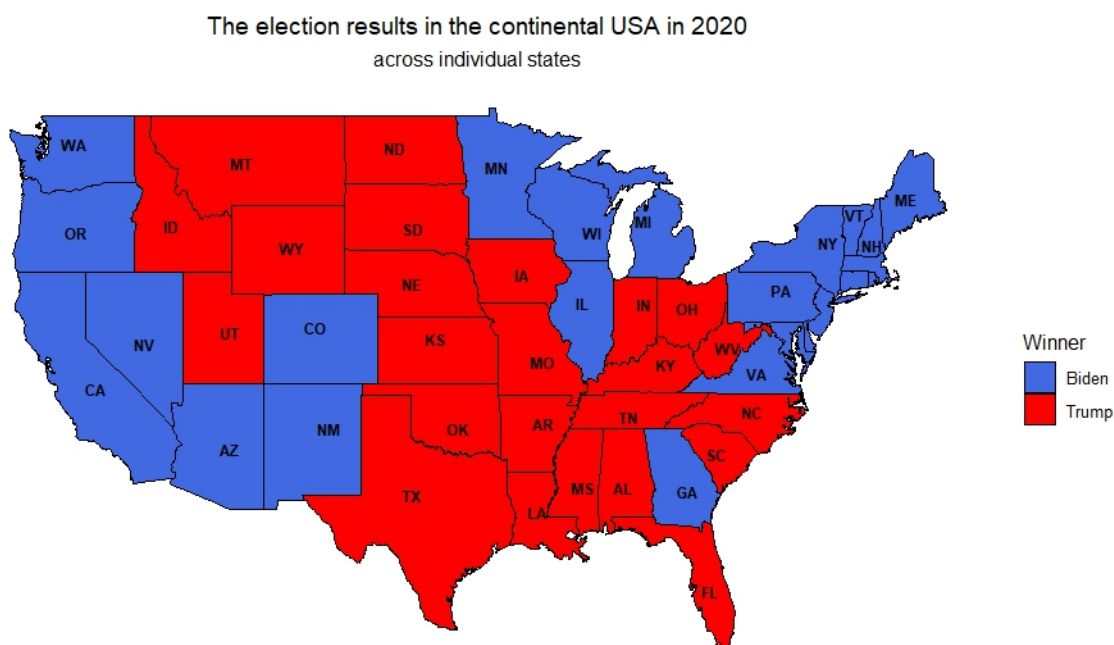 The election results in the continental USA in 2020
across individual states
WA
MT
ND
MN
ME
OR
ID
SD
WI
MI
VT
NH
NY
WY
IA
NE
PA
NV
UT
CO
IL
IN
OH
KS
MO
WV
KY
VA
CA
AZ
NM
OK
AR
TN
NC
SC
TX
LA
MS
AL
GA
FL
Winner
Biden
Trump